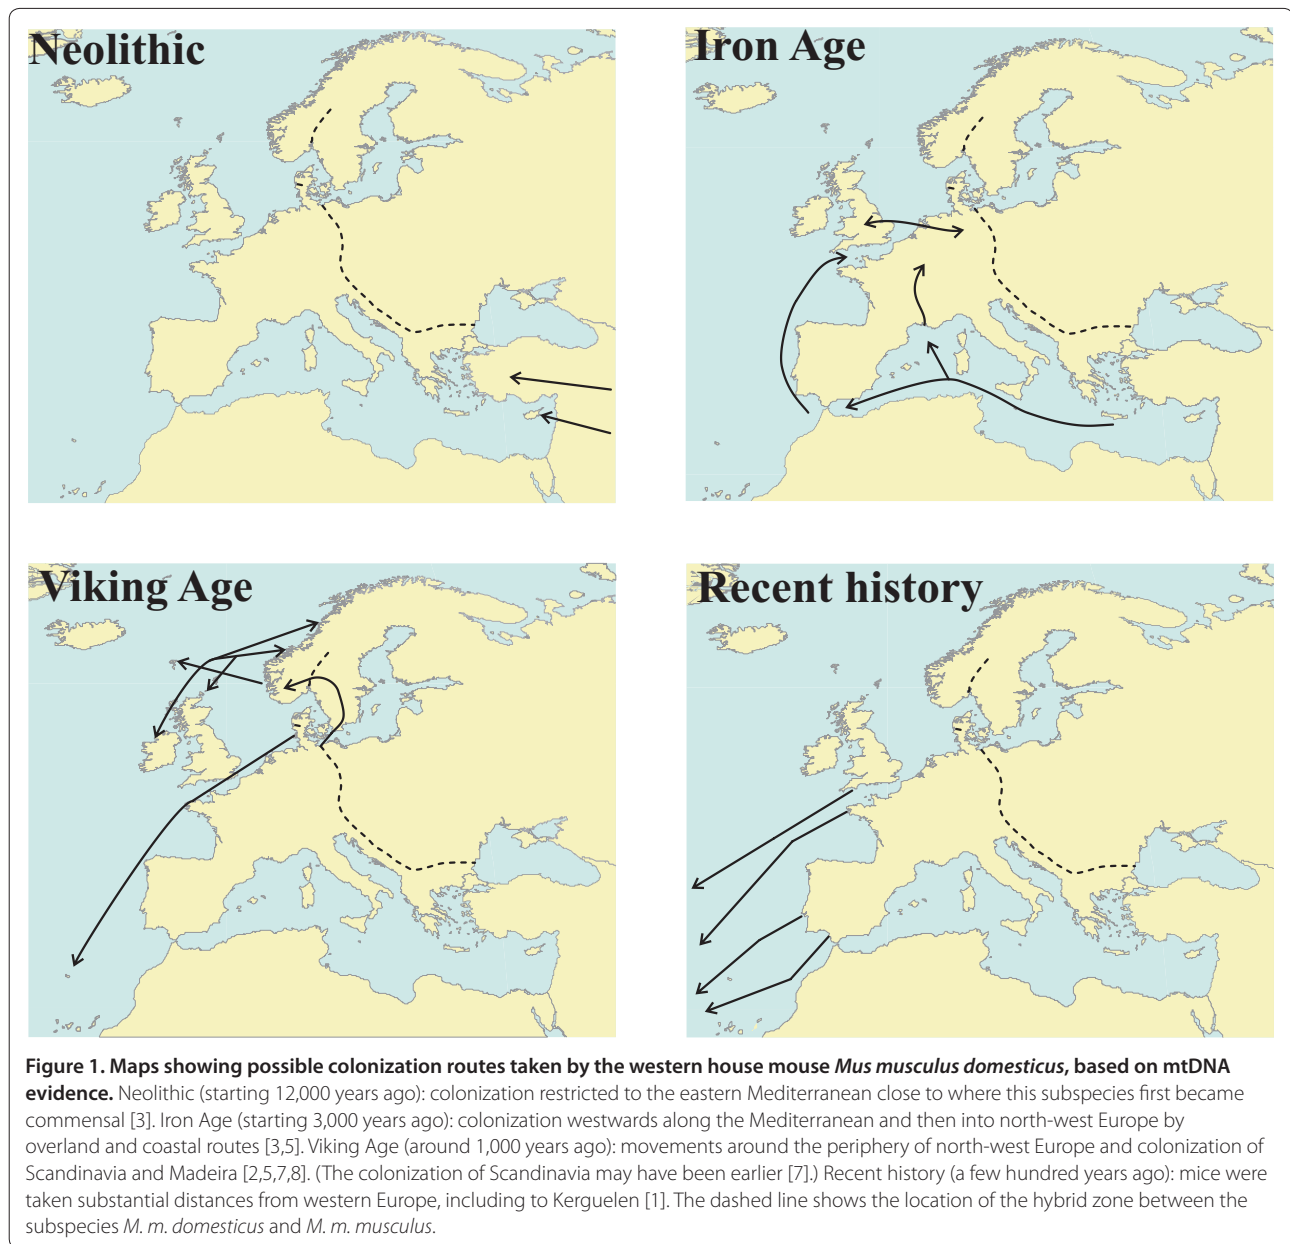 Neolithic
Iron Age
Viking Age
Recent history
Figure 1. Maps showing possible colonization routes taken by the western house mouse Mus musculus domesticus, based on mtDNA
evidence. Neolithic (starting 12,000 years ago): colonization restricted to the eastern Mediterranean close to where this subspecies first became
commensal [3]. Iron Age (starting 3,000 years ago): colonization westwards along the Mediterranean and then into north-west Europe by
overland and coastal routes [3,5]. Viking Age (around 1,000 years ago): movements around the periphery of north-west Europe and colonization of
Scandinavia and Madeira [2,5,7,8]. (The colonization of Scandinavia may have been earlier [7].) Recent history (a few hundred years ago): mice were
taken substantial distances from western Europe, including to Kerguelen [1]. The dashed line shows the location of the hybrid zone between the
subspecies M. m. domesticus and M. m. musculus.